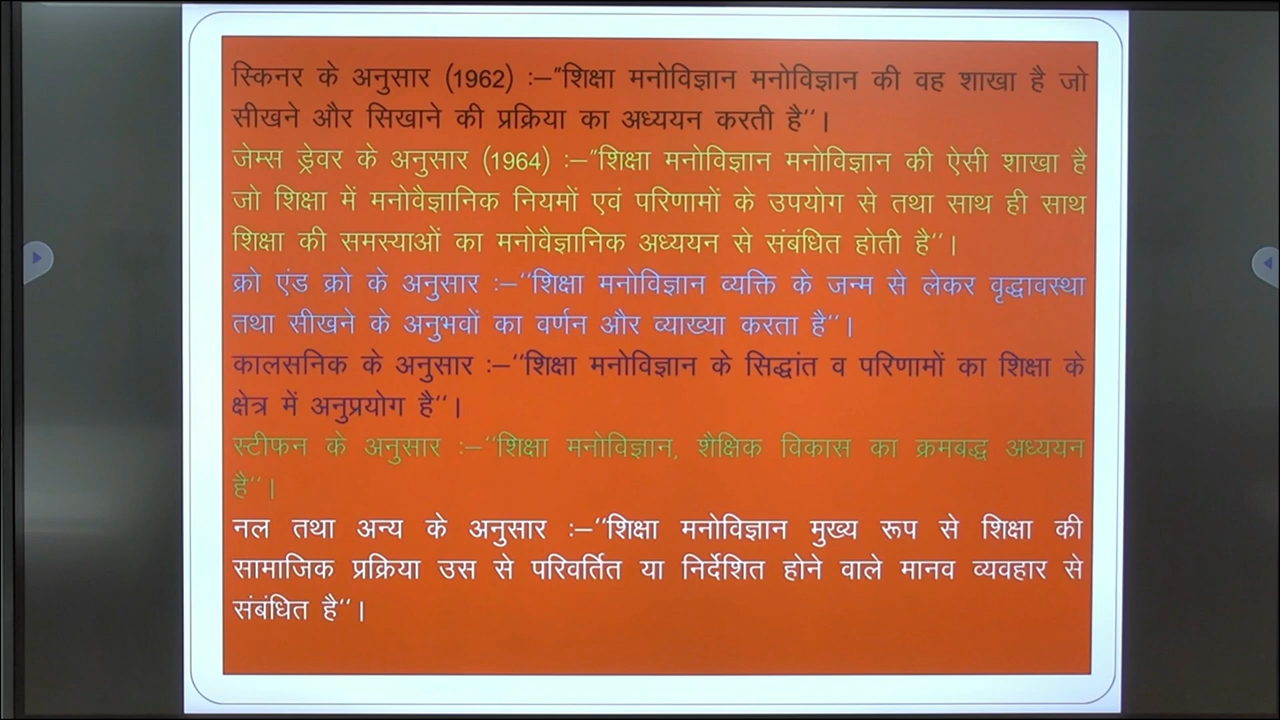 स्किनर के अनुसार (1962) :–"शिक्षा मनोविज्ञान मनोविज्ञान की वह शाखा है जो
सीखने और सिखाने की प्रक्रिया का अध्ययन करती है''।
जेम्स ड्रेवर के अनुसार (1964) :–"शिक्षा मनोविज्ञान मनोविज्ञान की ऐसी शाखा है
जो शिक्षा में मनोवैज्ञानिक नियमों एवं परिणामों के उपयोग से तथा साथ ही साथ
शिक्षा की समस्याओं का मनोवैज्ञानिक अध्ययन से संबंधित होती है''।
क्रो एंड क्रो के अनुसार :–''शिक्षा मनोविज्ञान व्यक्ति के जन्म से लेकर वृद्धावस्था
तथा सीखने के अनुभवों का वर्णन और व्याख्या करता है''।
कालसनिक के अनुसार :–''शिक्षा मनोविज्ञान के सिद्धांत व परिणामों का शिक्षा के
क्षेत्र में अनुप्रयोग है''।
स्टीफन के अनुसार :–''शिक्षा मनोविज्ञान, शैक्षिक विकास का क्रमबद्ध अध्ययन
है''।
नल तथा अन्य के अनुसार :–''शिक्षा मनोविज्ञान मुख्य रूप से शिक्षा की
सामाजिक प्रक्रिया उस से परिवर्तित या निर्देशित होने वाले मानव व्यवहार से
संबंधित है''।